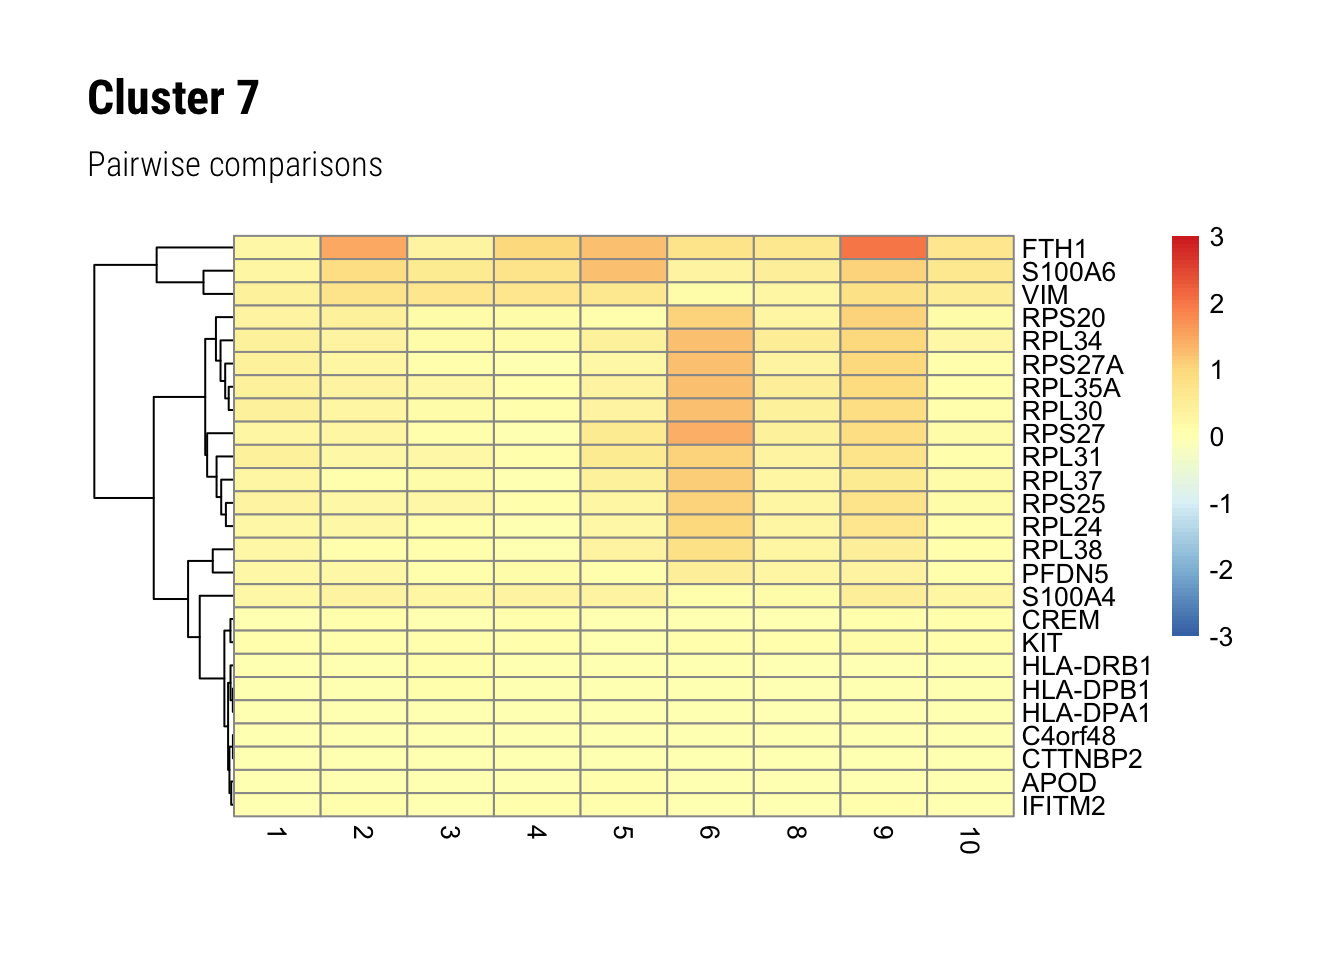 Cluster 7
Pairwise comparisons
FTH1
S100A6
VIM
RPS20
RPL34
RPS27A
RPL35A
RPL30
RPS27
RPL31
RPL37
RPS25
RPL24
RPL38
PFDN5
S100A4
CREM
KIT
HLA-DRB1
HLA-DPB1
HLA-DPA1
C4orf48
CTTNBP2
APOD
IFITM2
3
2
1
0
-1
-2
-3
1 2 3 4 5 6 8 9 10